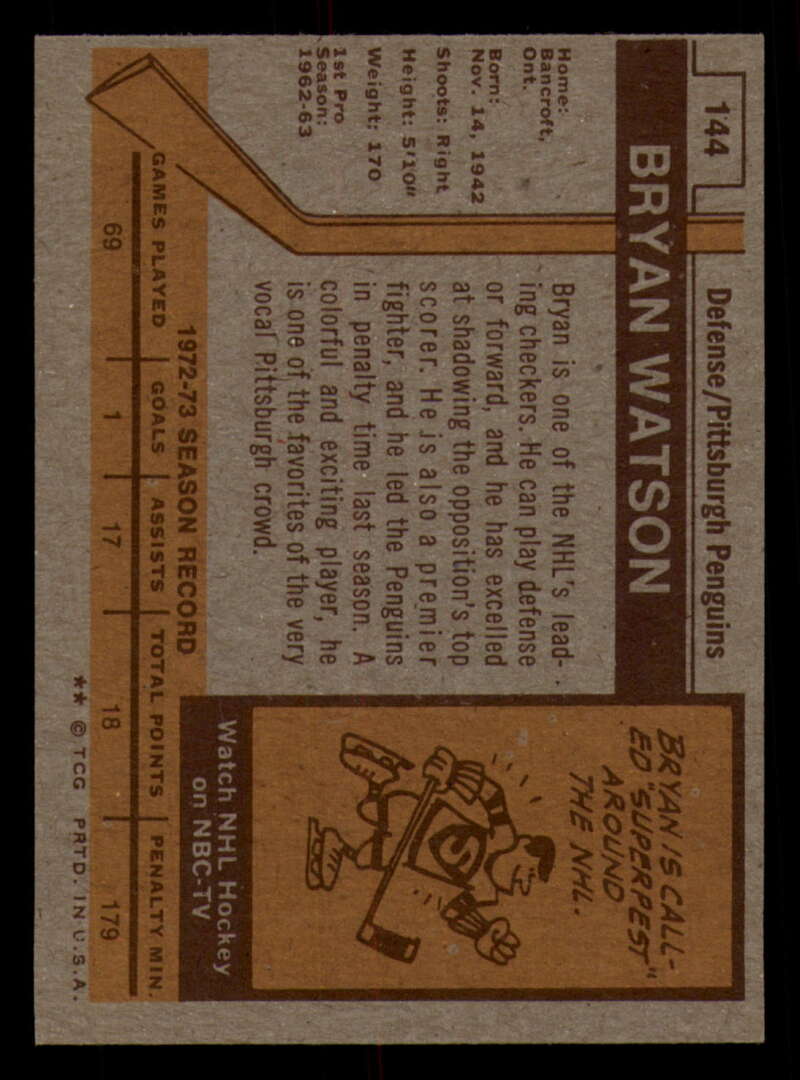 144
Defense/Pittsburgh Penguins
BRYAN WATSON
Home:
Bancroft,
Ont.
Born:
Nov. 14, 1942
Shoots: Right
Height: 5'10"
Weight: 170
1st Pro
Season:
1962-63
Bryan is one of the NHL's lead-
ing checkers. He can play defense
or forward, and he has excelled
at shadowing the opposition's top
scorer. He is also a premier
fighter, and he led the Penguins
in penalty time last season. A
colorful and exciting player, he
is one of the favorites of the very
vocal Pittsburgh crowd.
BRYAN IS CALL-
ED "SUPERPEST"
AROUND
THE NHL.
S
Watch NHL Hockey
on NBC-TV
1972-73 SEASON RECORD
GAMES PLAYED GOALS ASSISTS TOTAL POINTS PENALTY MIN.
69 1 17 18 179
** © TCG PRTD. IN U.S.A.